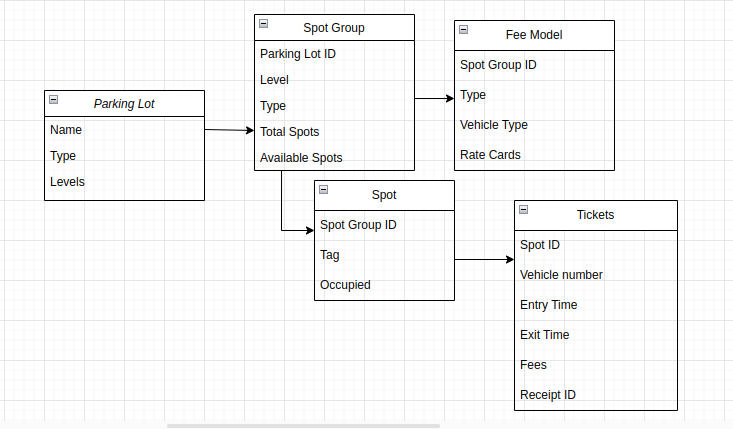 Parking Lot
Name
Type
Levels
Spot Group
Parking Lot ID
Level
Type
Total Spots
Available Spots
Fee Model
Spot Group ID
Type
Vehicle Type
Rate Cards
Spot
Spot Group ID
Tag
Occupied
Tickets
Spot ID
Vehicle number
Entry Time
Exit Time
Fees
Receipt ID